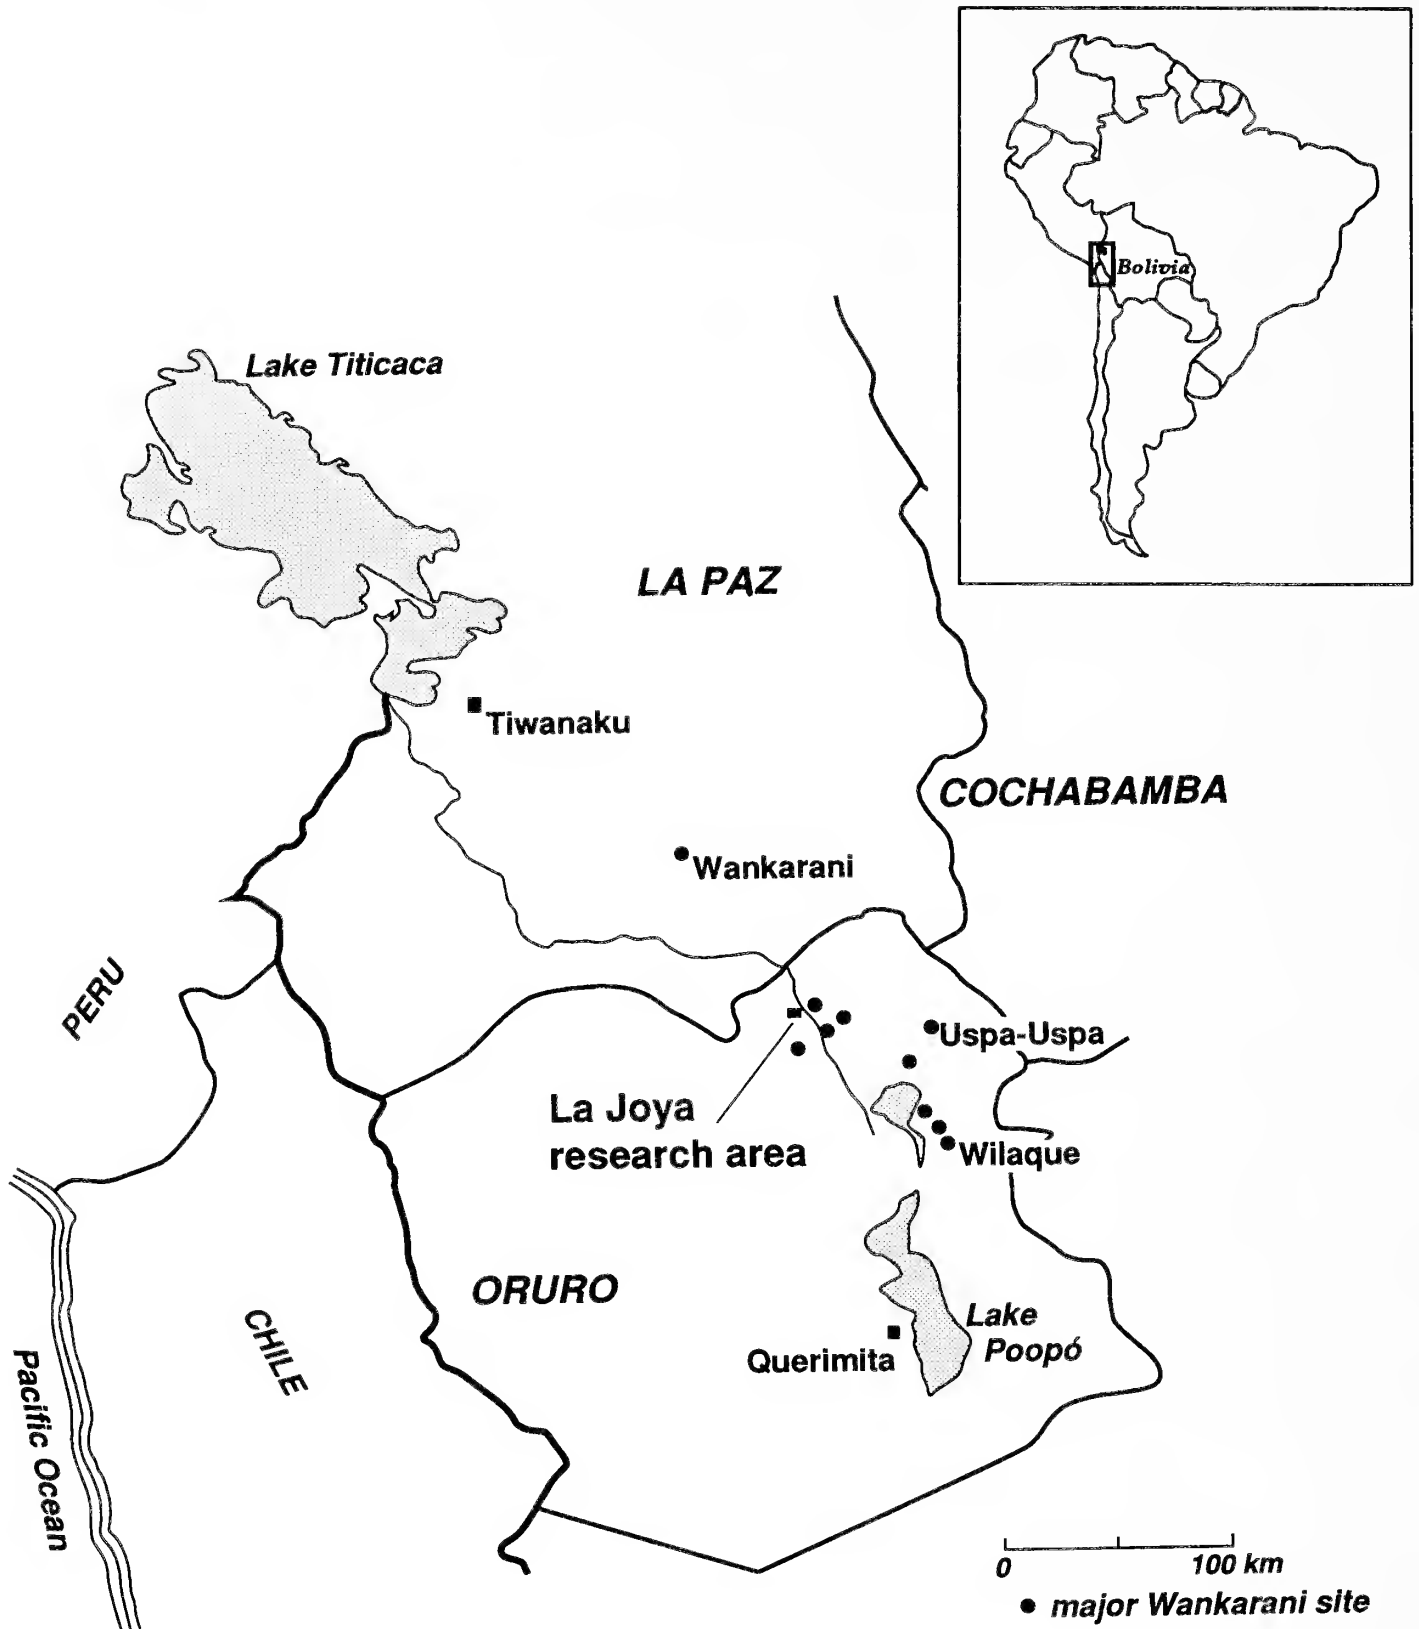 Bolivia
Lake Titicaca
LA PAZ
Tiwanaku
COCHABAMBA
Wankarani
PERU
Uspa-Uspa
La Joya
research area
Wilaque
ORURO
CHILE
Lake
Poopó
Querimita
Pacific Ocean
0
100 km
major Wankarani site